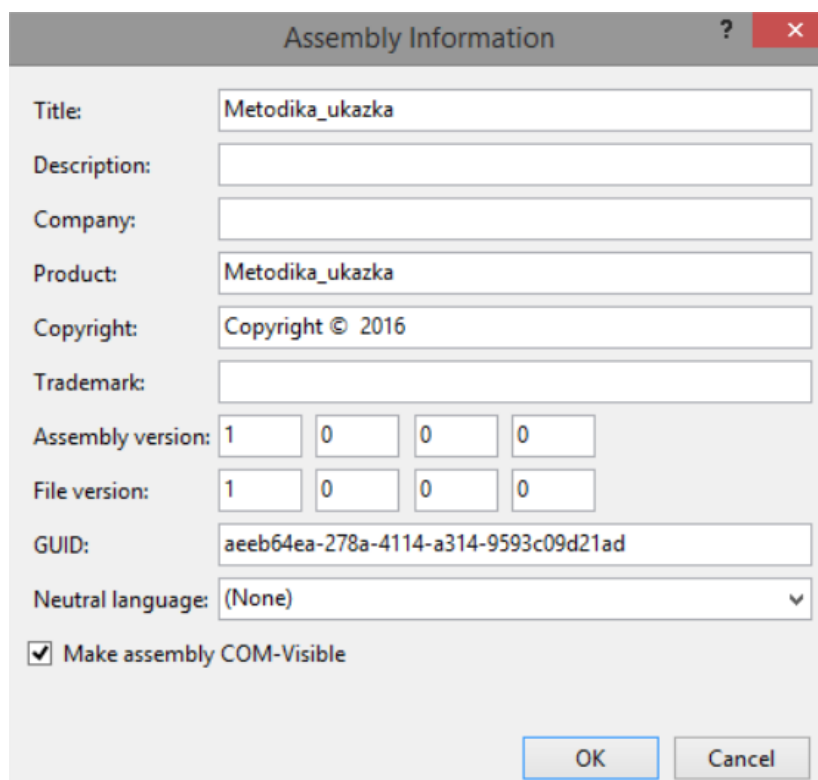 Assembly Information ?
Title: Metodika_ukazka
Description:
Company:
Product: Metodika_ukazka
Copyright: Copyright © 2016
Trademark:
Assembly version: 1 0 0 0
File version: 1 0 0 0
GUID: aeeb64ea-278a-4114-a314-9593c09d21ad
Neutral language: (None)
Make assembly COM-Visible
OK Cancel